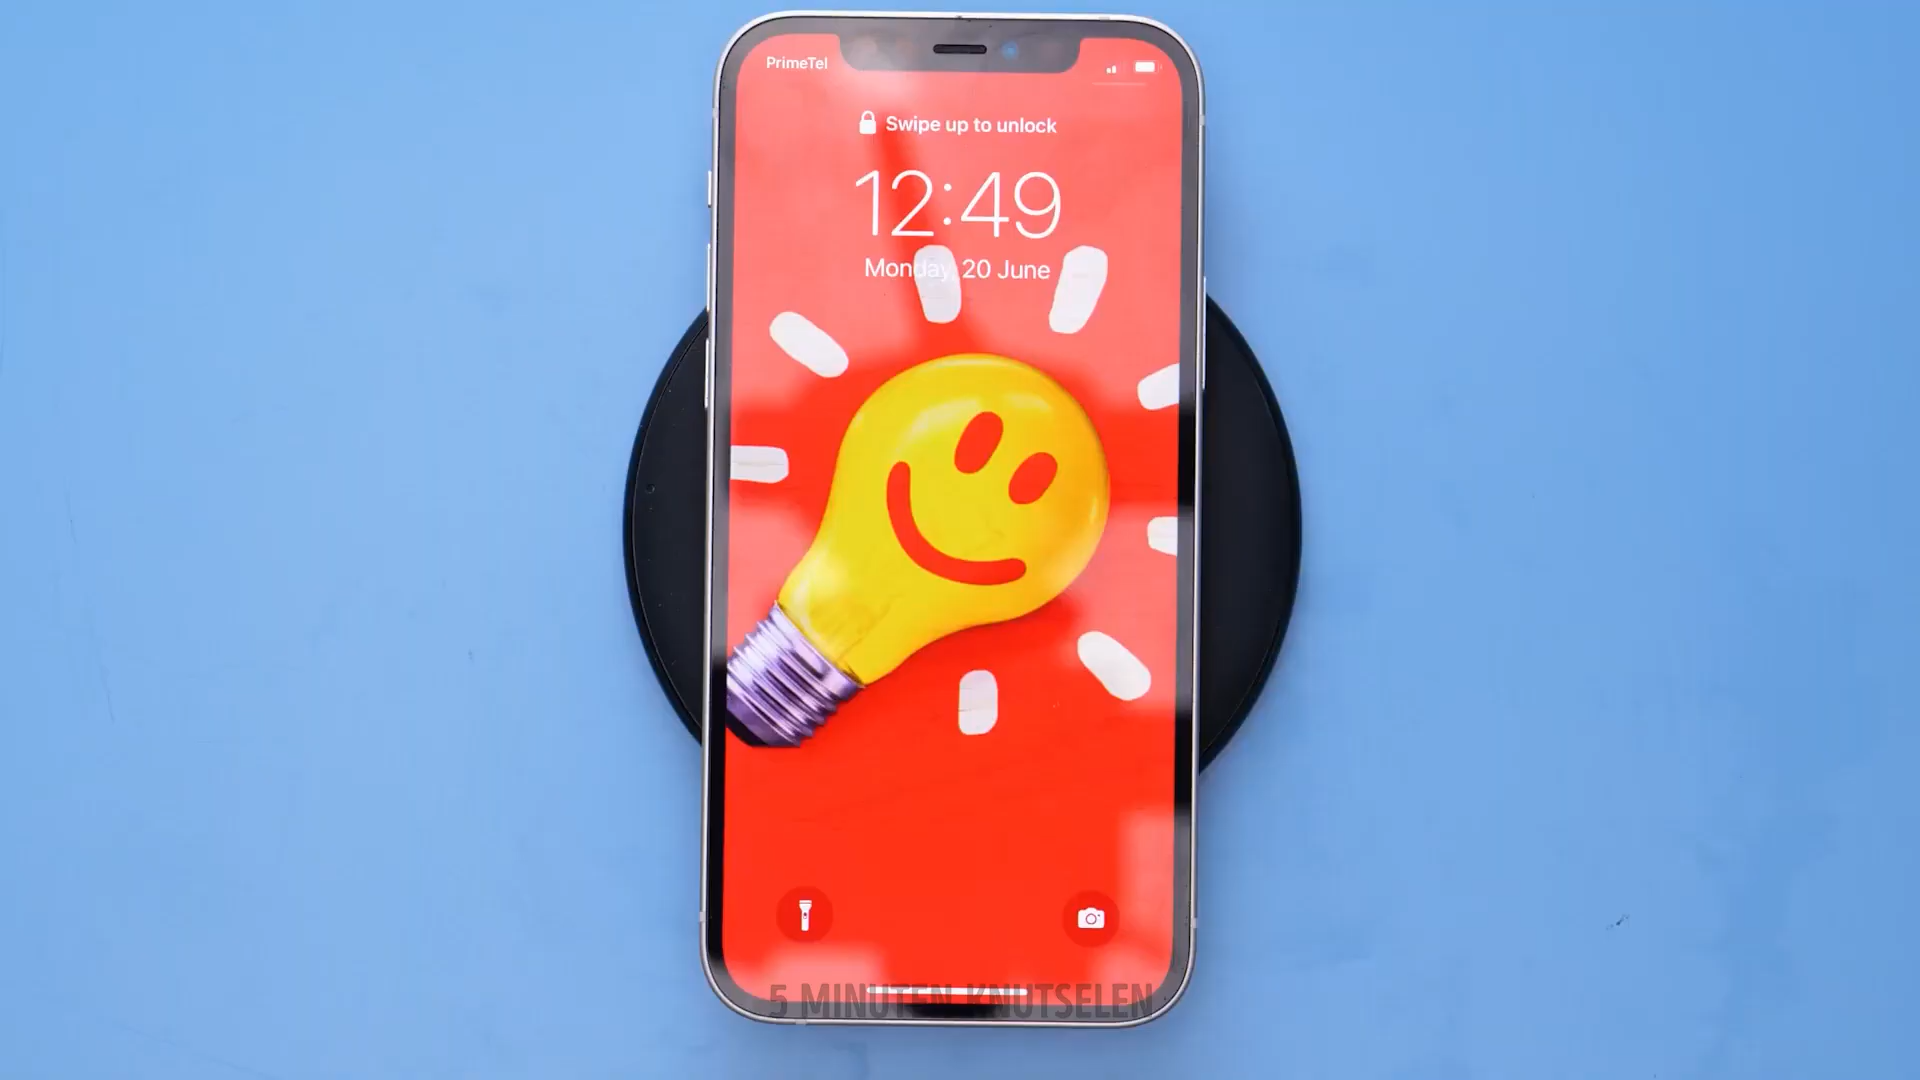 PrimeTel
Swipe up to unlock
12:49
Monday, 20 June
5 MINUTEN KNUTSELEN